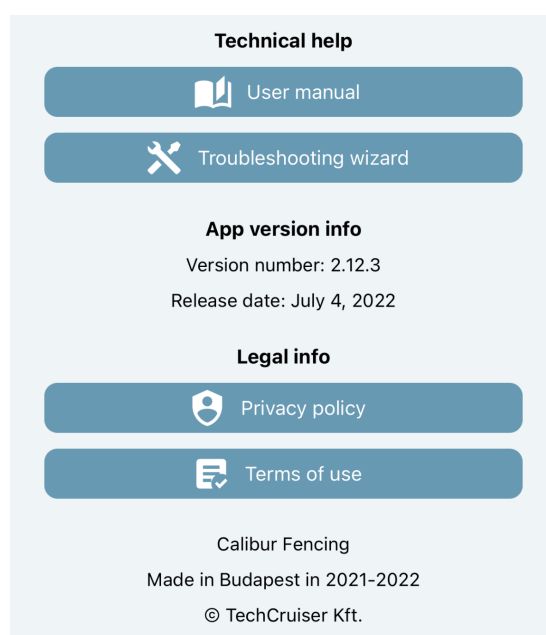 Technical help
User manual
Troubleshooting wizard
App version info
Version number: 2.12.3
Release date: July 4, 2022
Legal info
Privacy policy
Terms of use
Calibur Fencing
Made in Budapest in 2021-2022
© TechCruiser Kft.